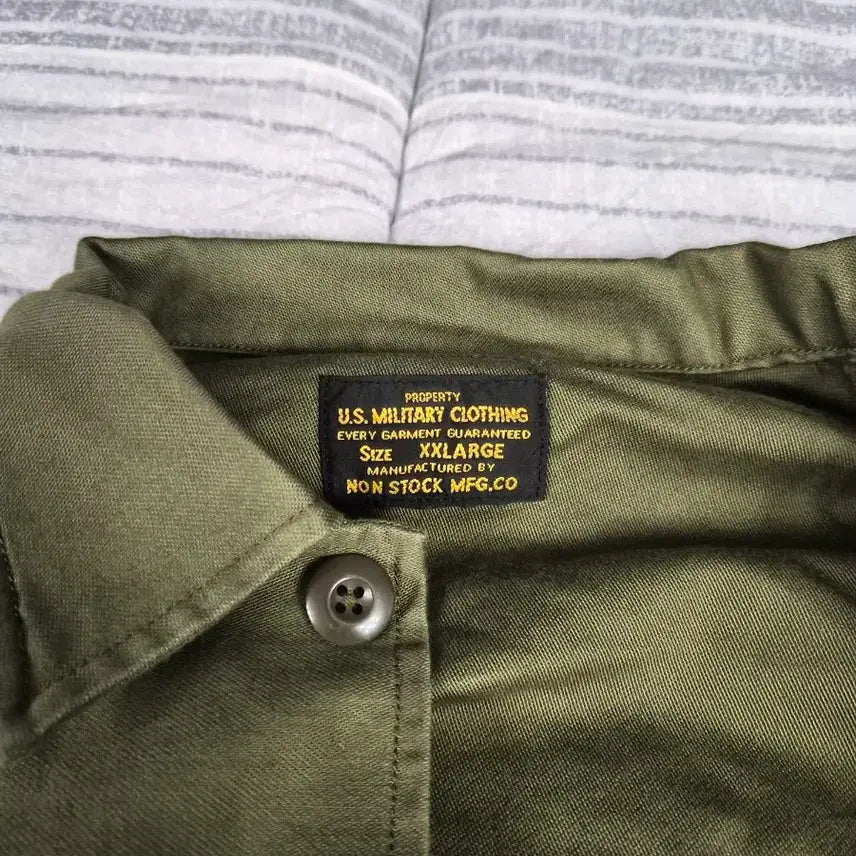 PROPERTY
U.S. MILITARY CLOTHING
EVERY GARMENT GUARANTEED
SIZE XXLARGE
MANUFACTURED BY
NON STOCK MFG.CO